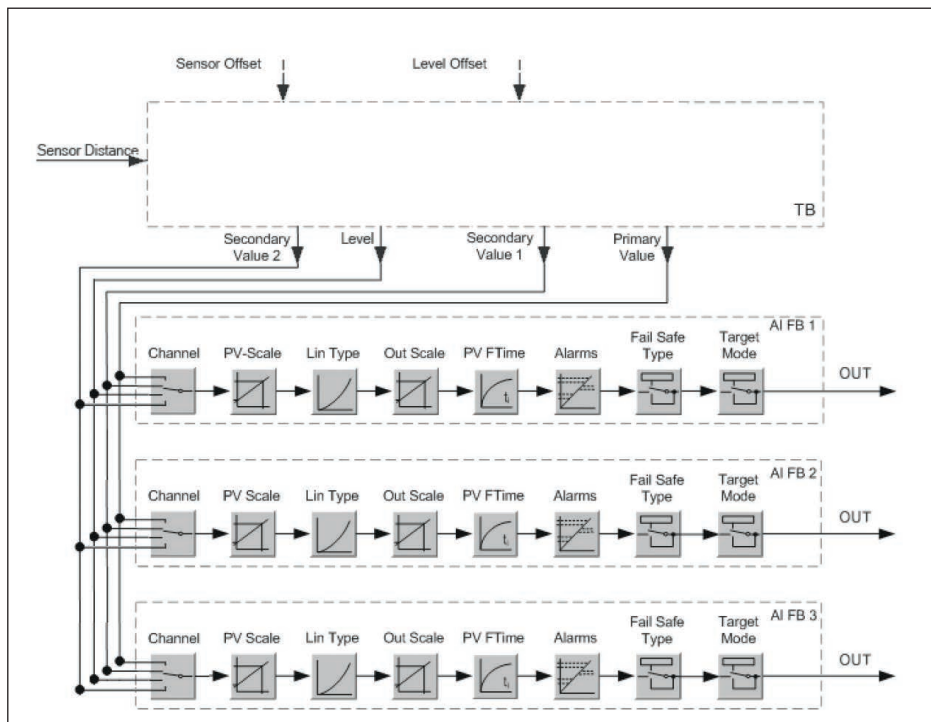 Sensor Offset
Level Offset
Sensor Distance
TB
Secondary
Value 2
Level
Secondary
Value 1
Primary
Value
AI FB 1
Channel
PV-Scale
Lin Type
Out Scale
PV FTime
Alarms
Fail Safe
Type
Target
Mode
OUT
t₁
AI FB 2
Channel
PV Scale
Lin Type
Out Scale
PV FTime
Alarms
Fail Safe
Type
Target
Mode
OUT
t₁
AI FB 3
Channel
PV Scale
Lin Type
Out Scale
PV FTime
Alarms
Fail Safe
Type
Target
Mode
OUT
t₁